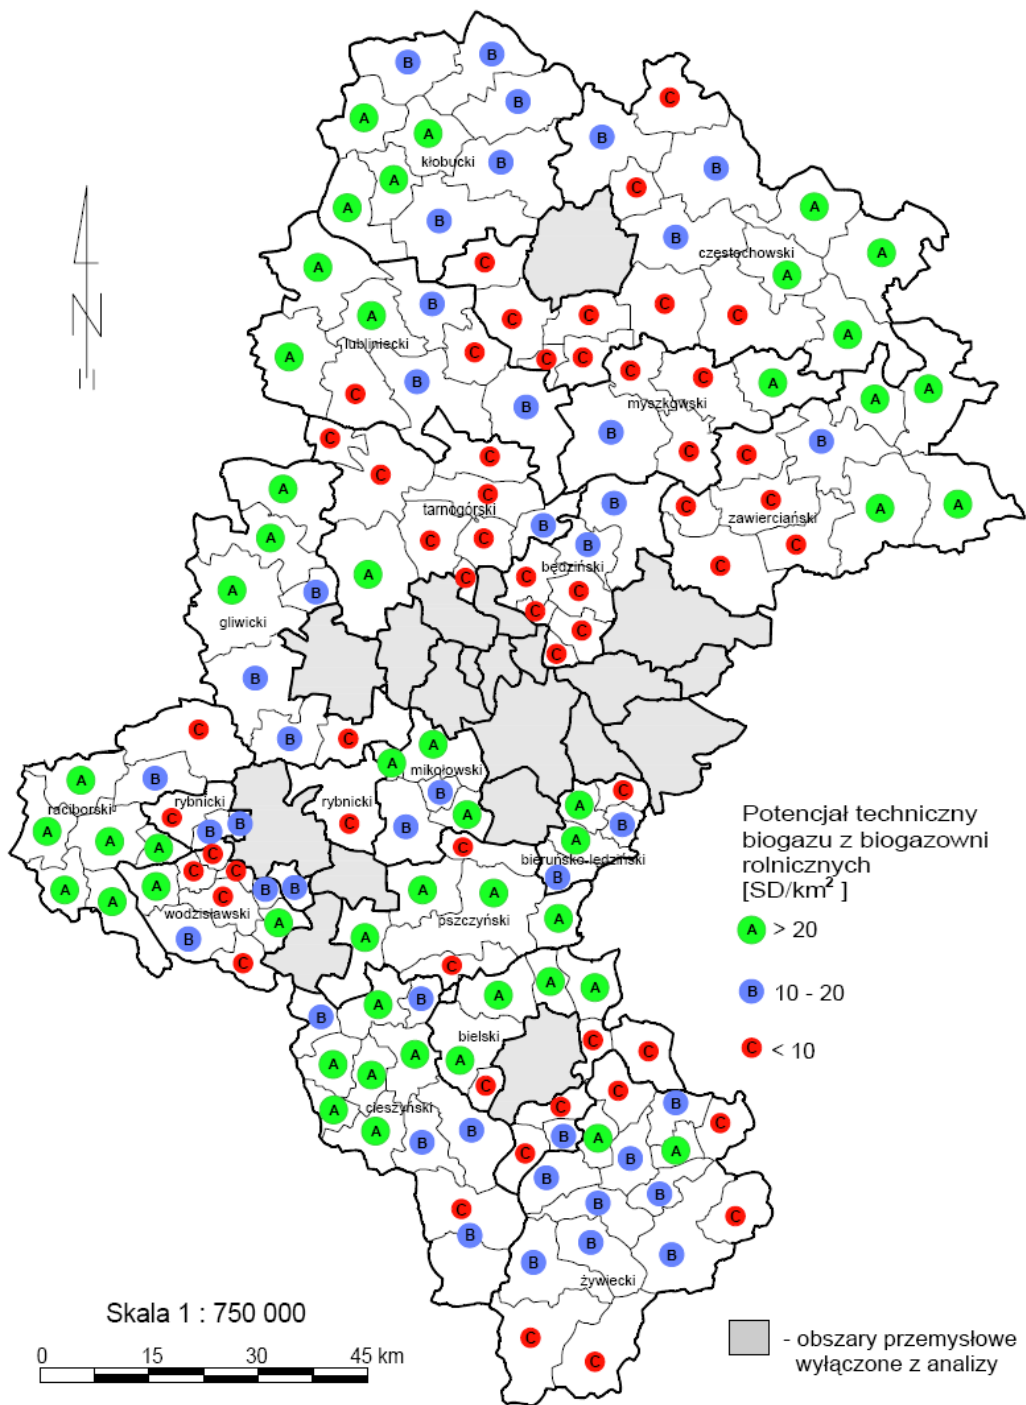 B
B
C
A
A
B
B
B
kłobucki
B
B
A
A
C
A
B
B
częstochowski
A
A
N
C
A
A
B
C
C
C
C
A
lubliniecki
A
C
C
C
A
C
B
C
B
myszkowski
C
C
A
A
A
B
C
C
B
C
C
C
tarnogórski
C
C
A
A
A
B
gliwicki
B
B
B
B
będziński
C
C
C
C
C
C
C
C
zawierciański
C
C
A
A
C
A
B
raciborski
A
A
A
A
A
rybnicki
C
B
B
B
C
rybnicki
C
A
A
mikołowski
B
A
B
C
A
B
A
bieruńsko-lędziński
B
C
C
C
C
A
wodzisławski
B
B
B
A
C
A
A
pszczyński
A
A
C
B
A
B
A
A
A
A
cieszyński
A
B
B
C
B
A
A
A
bielski
A
C
C
C
C
B
C
C
B
C
A
B
A
B
B
B
C
B
B
B
żywiecki
C
C
Potencjał techniczny
biogazu z biogazowni
rolniczych
[SD/km² ]
A > 20
B 10 - 20
C < 10
Skala 1 : 750 000
0 15 30 45 km
- obszary przemysłowe
wyłączone z analizy